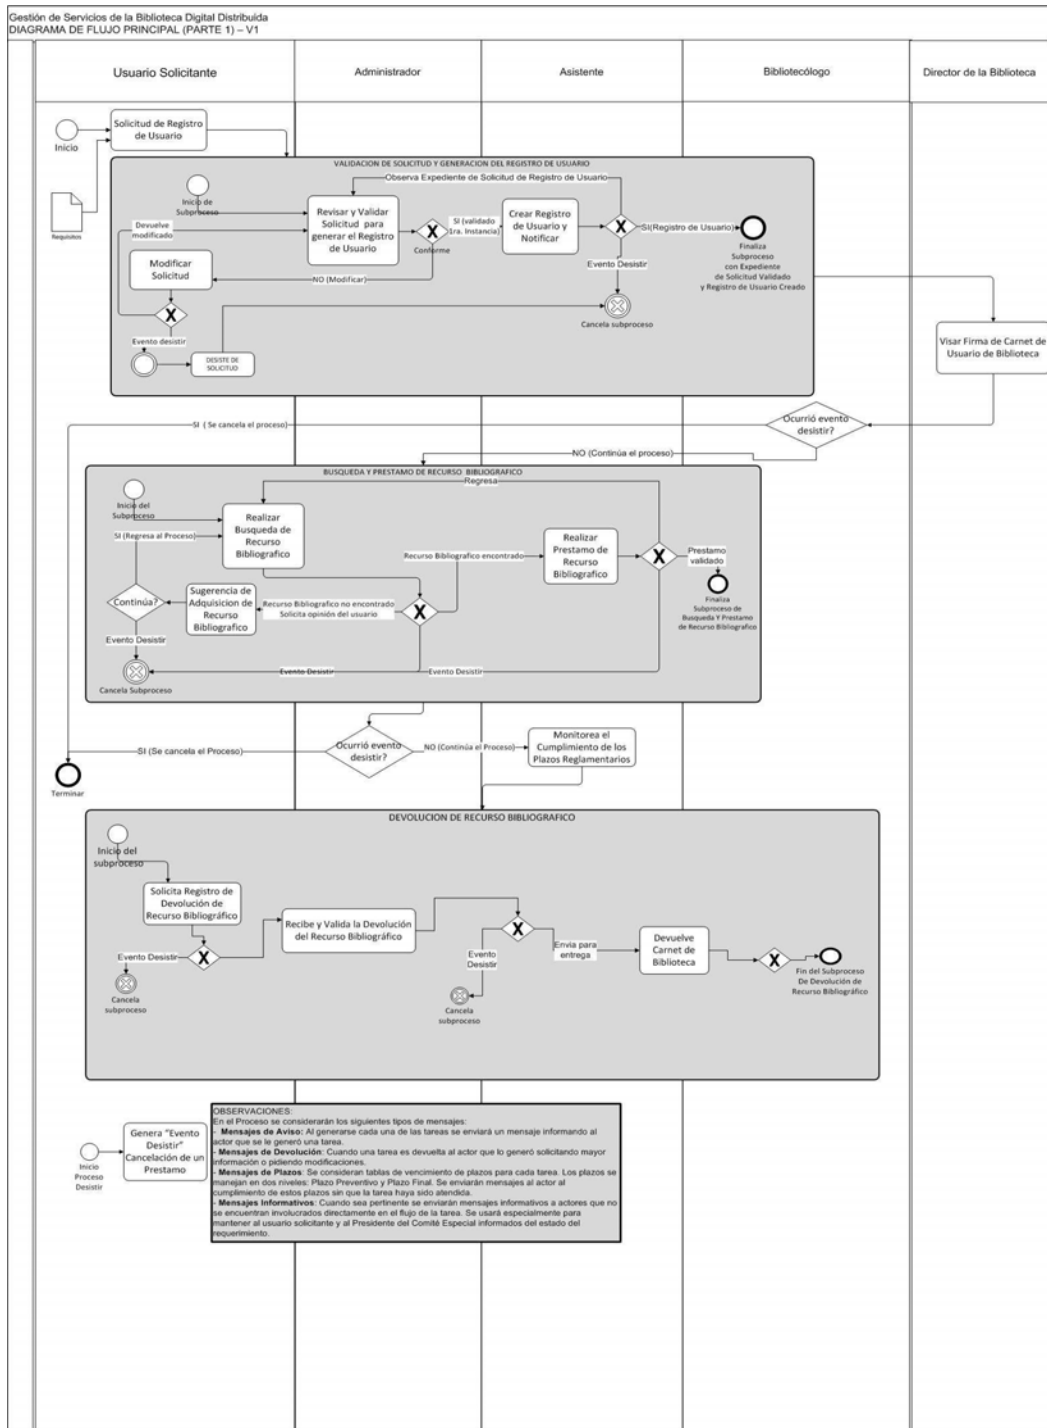 Gestión de Servicios de la Biblioteca Digital Distribuida
DIAGRAMA DE FLUJO PRINCIPAL (PARTE 1) – V1
Usuario Solicitante
Administrador
Asistente
Bibliotecólogo
Director de la Biblioteca
Inicio
Solicitud de Registro
de Usuario
Requisitos
VALIDACION DE SOLICITUD Y GENERACION DEL REGISTRO DE USUARIO
Observa Expediente de Solicitud de Registro de Usuario
Inicio de
Subproceso
Devuelve
modificado
Revisar y Validar
Solicitud para
generar el Registro
de Usuario
X
Conforme
SI (validado
1ra. Instancia)
Crear Registro
de Usuario y
Notificar
X
SI(Registro de Usuario)
Finaliza
Subproceso
con Expediente
de Solicitud Validado
y Registro de Usuario Creado
Modificar
Solicitud
NO (Modificar)
Evento Desistir
Cancela subproceso
X
Evento desistir
DESISTE DE
SOLICITUD
Visar Firma de Carnet de
Usuario de Biblioteca
Ocurrió evento
desistir?
SI ( Se cancela el proceso)
NO (Continúa el proceso)
BUSQUEDA Y PRESTAMO DE RECURSO BIBLIOGRAFICO
Regresa
Inicio del
Subproceso
SI (Regresa al Proceso)
Realizar
Busqueda de
Recurso
Bibliografico
Recurso Bibliografico encontrado
Realizar
Prestamo de
Recurso
Bibliografico
X
Prestamo
validado
Finaliza
Subproceso de
Busqueda Y Prestamo
de Recurso Bibliografico
Continúa?
Sugerencia de
Adquisicion de
Recurso
Bibliografico
Recurso Bibliografico no encontrado
Solicita opinión del usuario
X
Evento Desistir
Cancela Subproceso
Evento Desistir
Evento Desistir
SI (Se cancela el Proceso)
Ocurrió evento
desistir?
NO (Continúa el Proceso)
Monitorea el
Cumplimiento de los
Plazos Reglamentarios
Terminar
DEVOLUCION DE RECURSO BIBLIOGRAFICO
Inicio del
subproceso
Solicita Registro de
Devolución de
Recurso Bibliográfico
Evento Desistir
X
Cancela
subproceso
Recibe y Valida la Devolución
del Recurso Bibliográfico
X
Evento
Desistir
Cancela
subproceso
Envia para
entrega
Devuelve
Carnet de
Biblioteca
X
Fin del Subproceso
De Devolución de
Recurso Bibliográfico
Inicio
Proceso
Desistir
Genera “Evento
Desistir”
Cancelación de un
Prestamo
OBSERVACIONES:
En el Proceso se considerarán los siguientes tipos de mensajes:
- Mensajes de Aviso: Al generarse cada una de las tareas se enviará un mensaje informando al
actor que se le generó una tarea.
- Mensajes de Devolución: Cuando una tarea es devuelta al actor que lo generó solicitando mayor
información o pidiendo modificaciones.
- Mensajes de Plazos: Se consideran tablas de vencimiento de plazos para cada tarea. Los plazos se
manejan en dos niveles: Plazo Preventivo y Plazo Final. Se enviarán mensajes al actor al
cumplimiento de estos plazos sin que la tarea haya sido atendida.
- Mensajes Informativos: Cuando sea pertinente se enviarán mensajes informativos a actores que no
se encuentran involucrados directamente en el flujo de la tarea. Se usará especialmente para
mantener al usuario solicitante y al Presidente del Comité Especial informados del estado del
requerimiento.